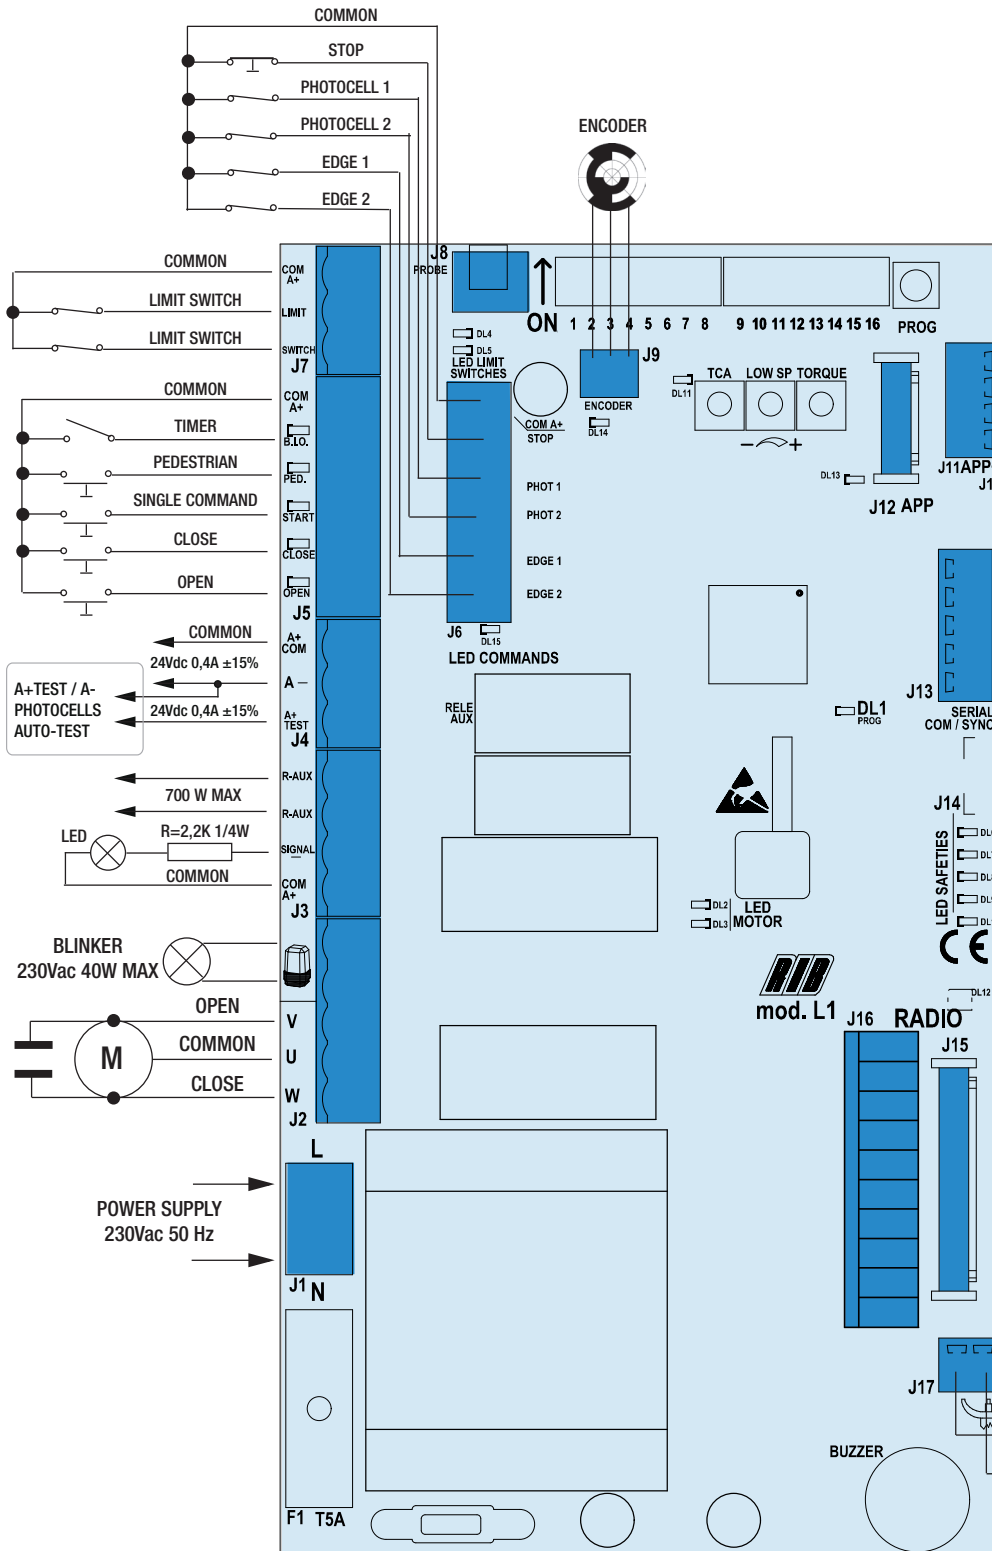 COMMON
STOP
PHOTOCELL 1
PHOTOCELL 2
EDGE 1
EDGE 2
ENCODER
COMMON
LIMIT SWITCH
LIMIT SWITCH
COM A+
LIMIT
SWITCH
J7
J8
PROBE
ON
1 2 3 4 5 6 7 8 9 10 11 12 13 14 15 16
PROG
DL4
DL5
LED LIMIT SWITCHES
J9
ENCODER
DL14
DL11
TCA LOW SP TORQUE
− +
DL13
J12 APP
J11APP
J1
COMMON
TIMER
PEDESTRIAN
SINGLE COMMAND
CLOSE
OPEN
COM A+
B.I.O.
PED.
START
CLOSE
OPEN
J5
COM A+
STOP
PHOT 1
PHOT 2
EDGE 1
EDGE 2
J6
DL15
LED COMMANDS
COMMON
24Vdc 0,4A ±15%
24Vdc 0,4A ±15%
A+TEST / A-
PHOTOCELLS
AUTO-TEST
A+ COM
A −
A+ TEST
J4
RELE AUX
J13
DL1
PROG
SERIAL
COM / SYNC
J14
LED SAFETIES
R-AUX
700 W MAX
R-AUX
LED
R=2,2K 1/4W
SIGNAL
COMMON
COM A+
J3
DL2
DL3
LED MOTOR
BLINKER
230Vac 40W MAX
RIB
mod. L1
DL12
OPEN
COMMON
CLOSE
M
V
U
W
J2
J16
RADIO
J15
L
POWER SUPPLY
230Vac 50 Hz
J1
N
J17
BUZZER
F1 T5A